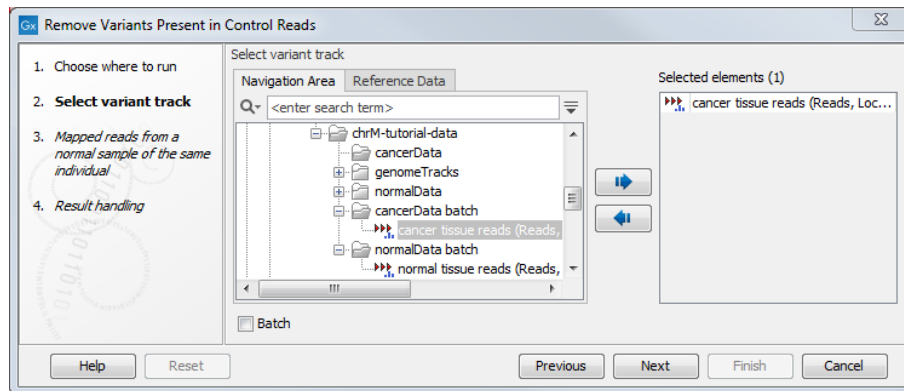 Gx Remove Variants Present in Control Reads
1. Choose where to run
2. Select variant track
3. Mapped reads from a
normal sample of the same
individual
4. Result handling
Select variant track
Navigation Area Reference Data
<enter search term>
chrM-tutorial-data
cancerData
genomeTracks
normalData
cancerData batch
cancer tissue reads (Reads,
normalData batch
normal tissue reads (Reads,
Batch
Selected elements (1)
cancer tissue reads (Reads, Loc...
Help Reset Previous Next Finish Cancel